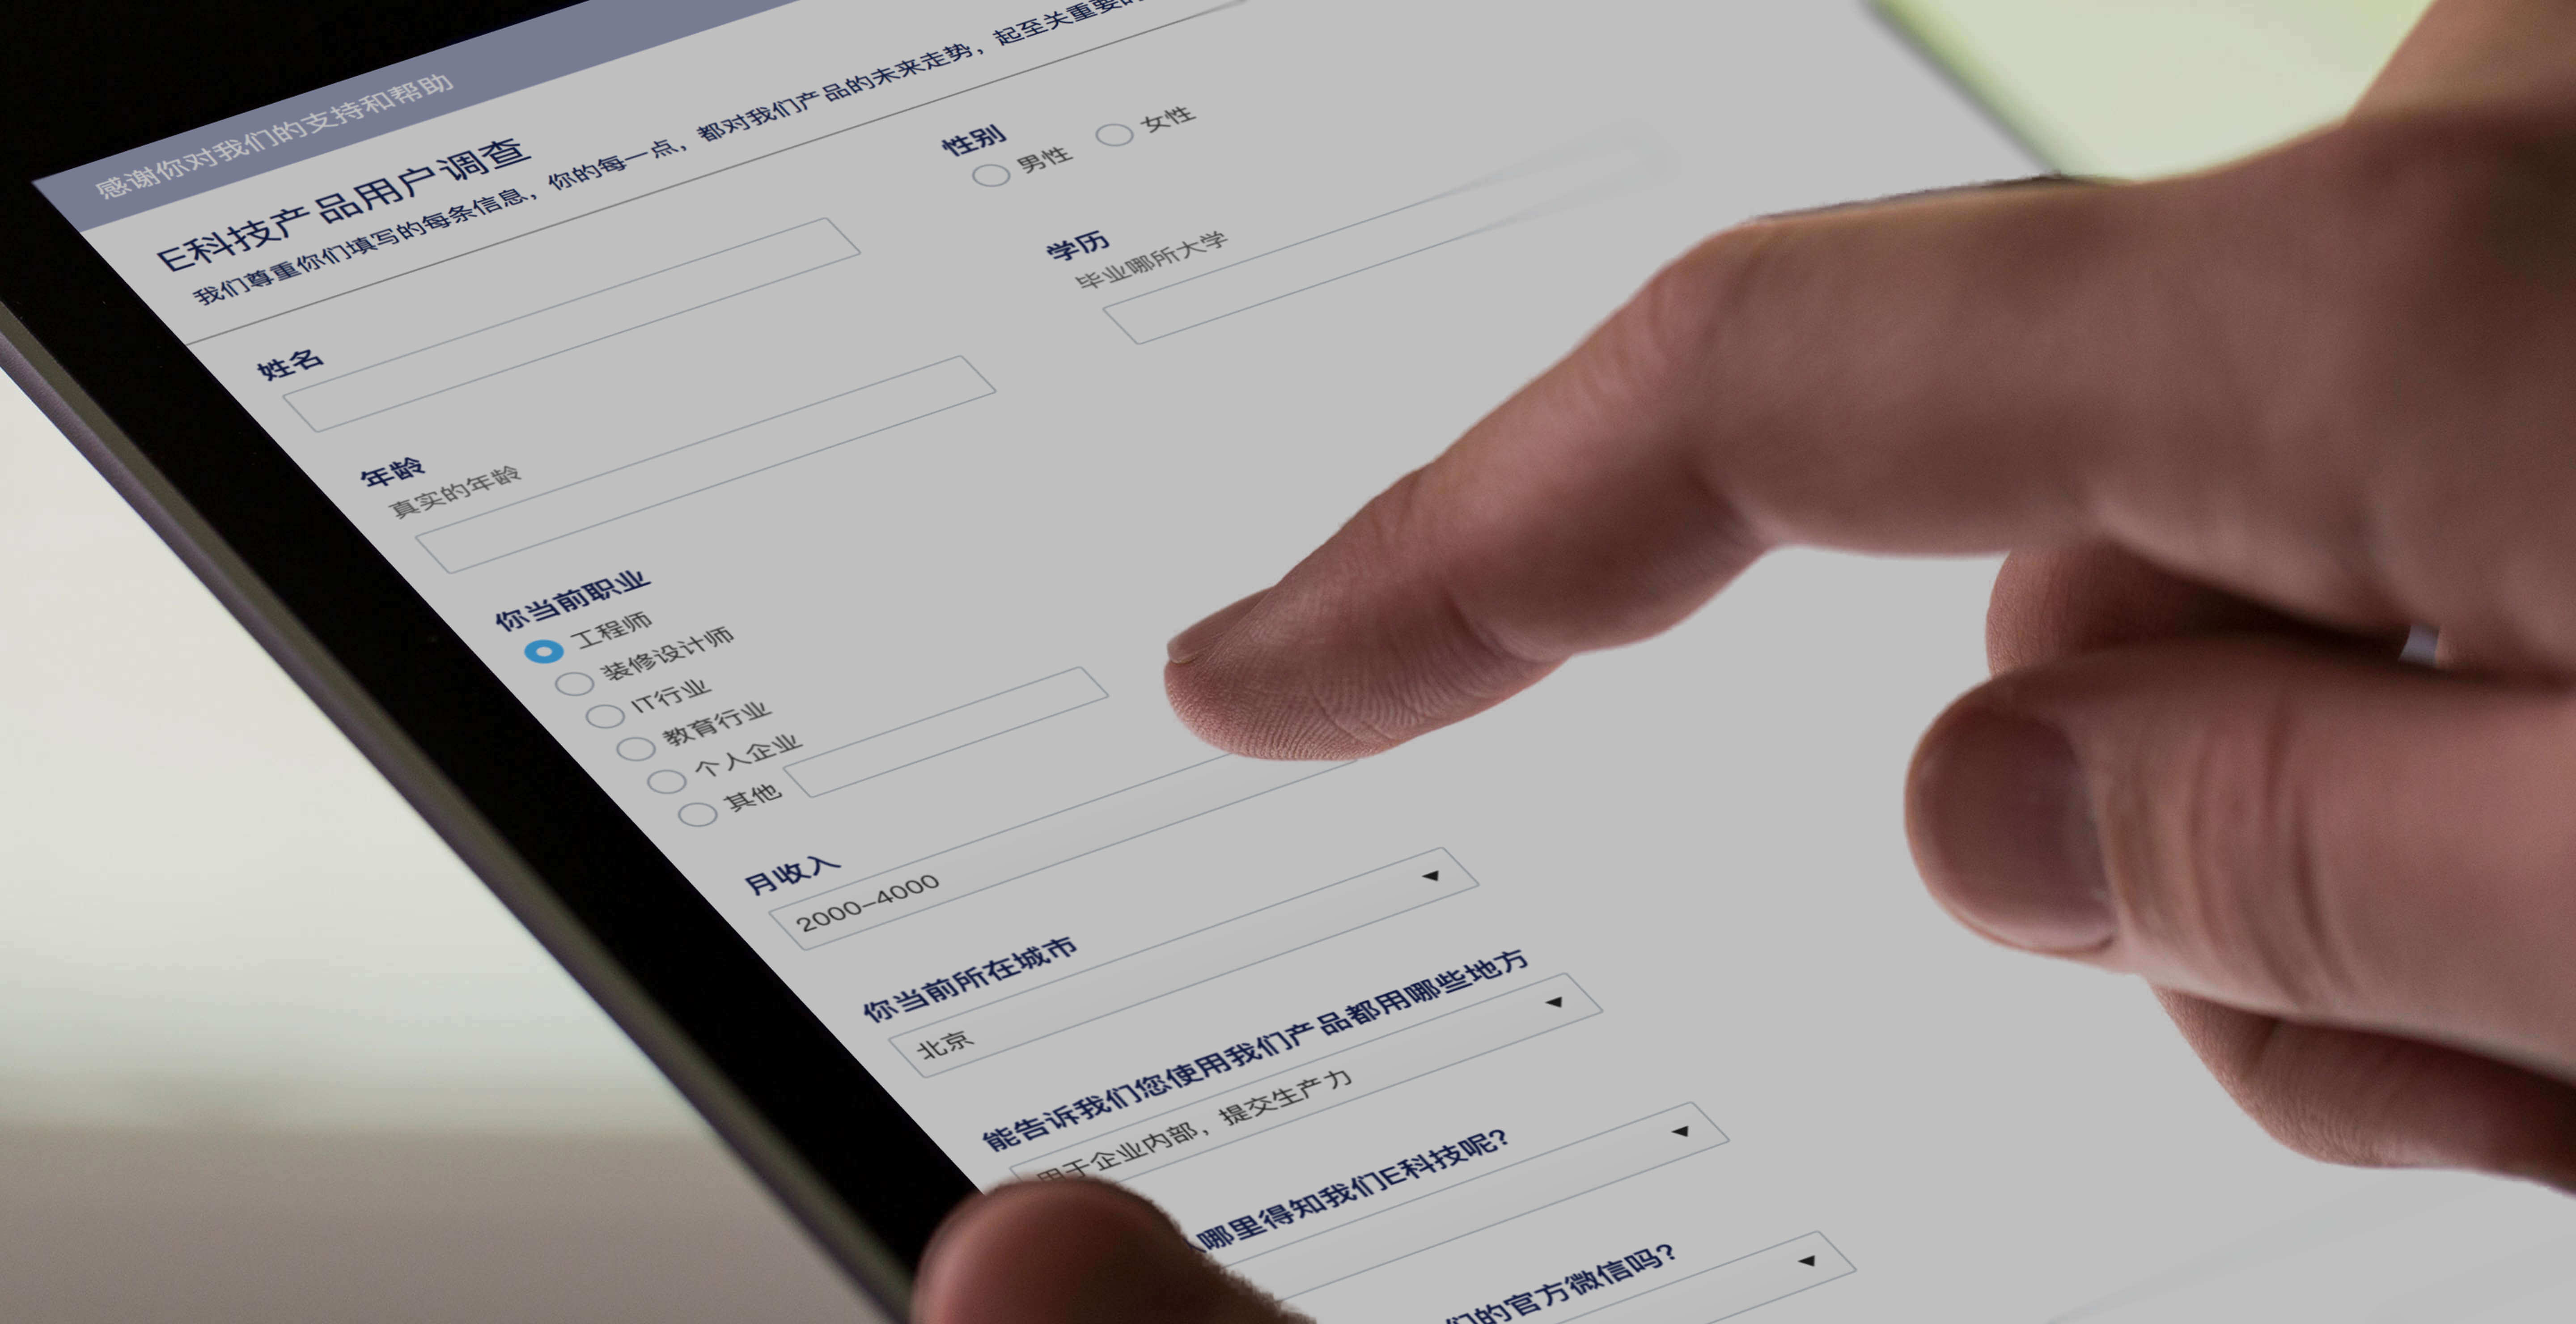 感谢你对我们的支持和帮助
E科技产品用户调查
我们尊重你们填写的每条信息，你的每一点，都对我们产品的未来走势，起至关重要的
姓名
性别
男性 女性
年龄
真实的年龄
学历
毕业哪所大学
你当前职业
工程师
装修设计师
IT行业
教育行业
个人企业
其他
月收入
2000-4000
你当前所在城市
北京
能告诉我们您使用我们产品都用哪些地方
用于企业内部，提交生产力
哪里得知我们E科技呢?
们的官方微信吗?